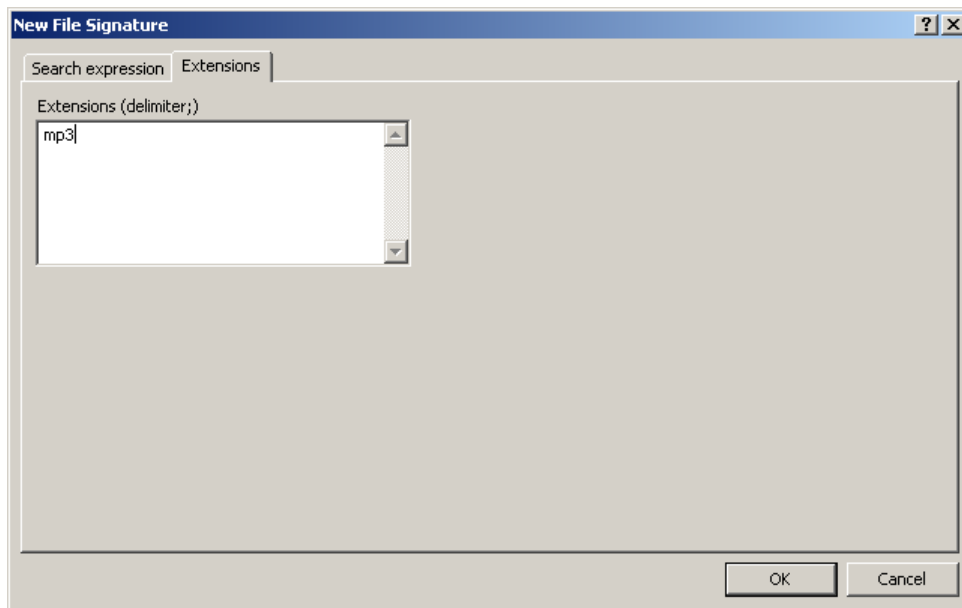 New File Signature
Search expression
Extensions
Extensions (delimiter;)
mp3
OK
Cancel